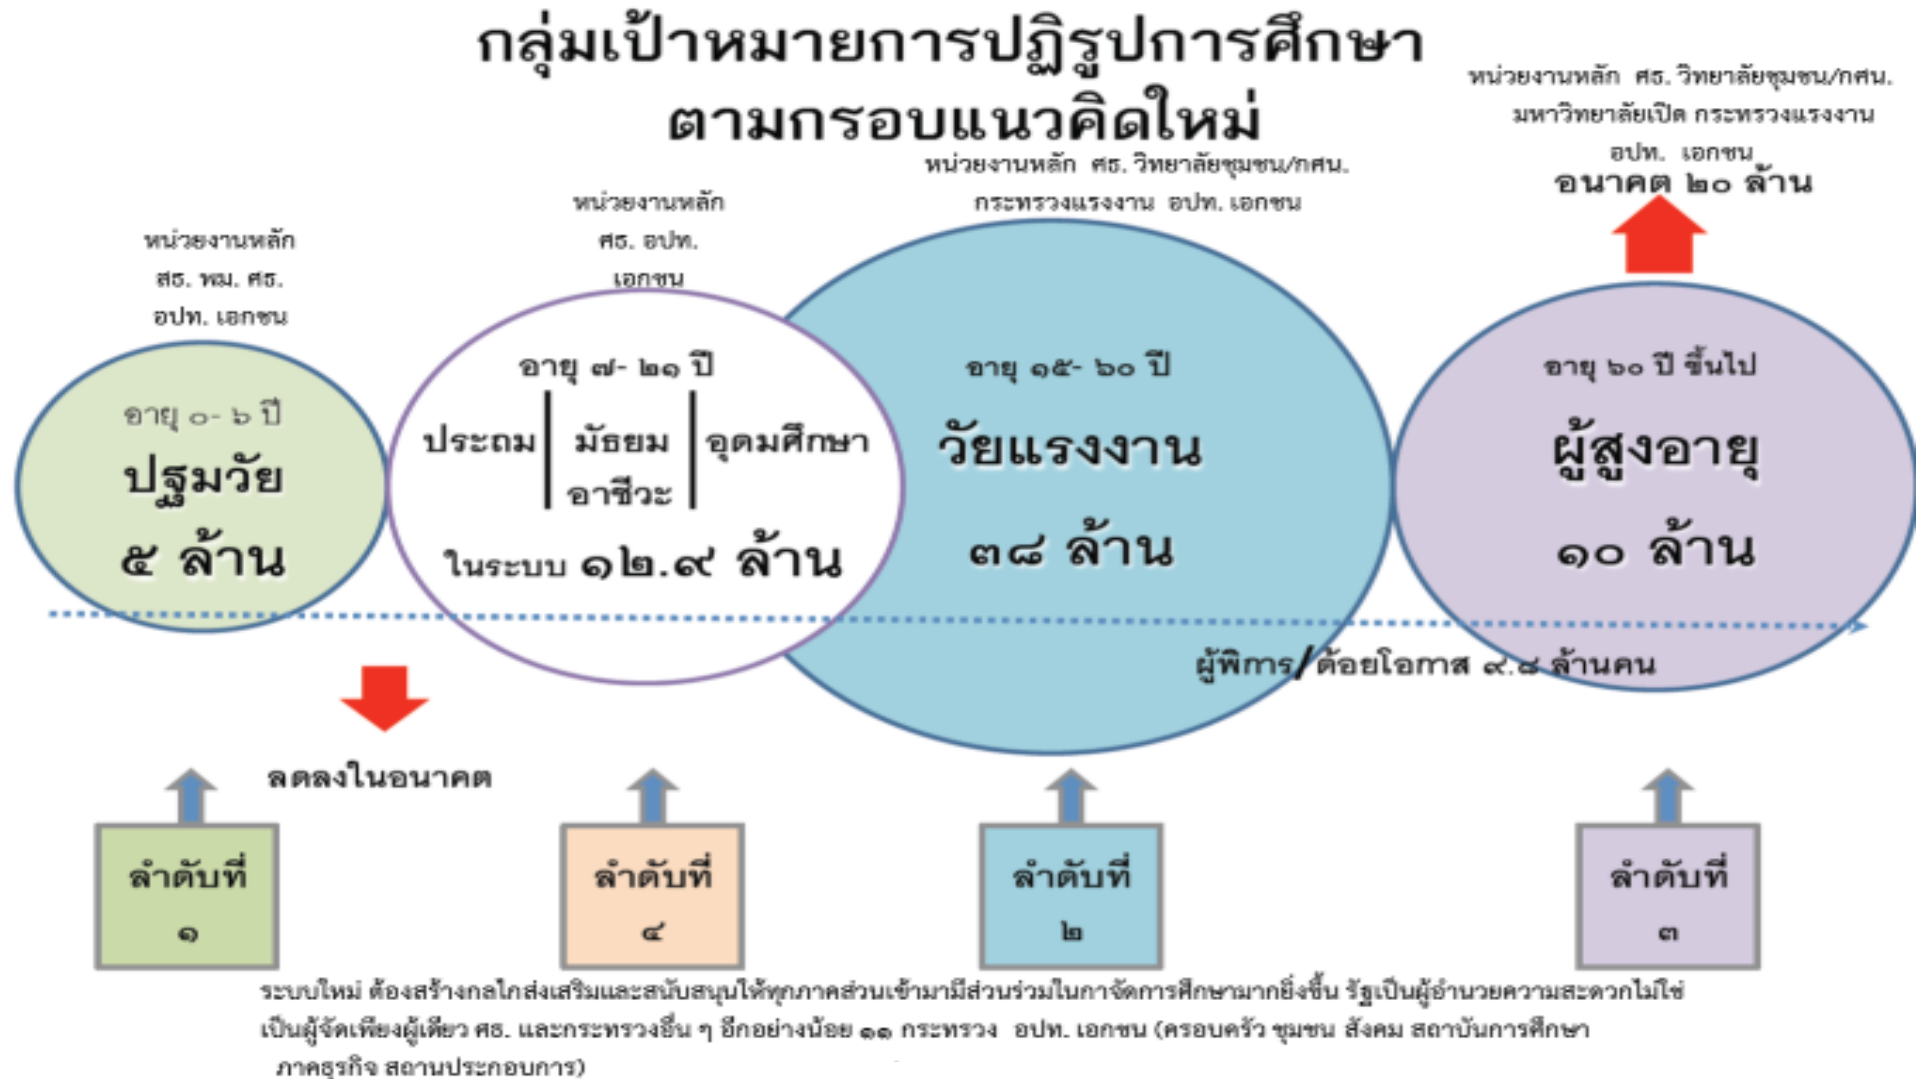 กลุ่มเป้าหมายการปฏิรูปการศึกษา
ตามกรอบแนวคิดใหม่
หน่วยงานหลัก
สธ. พม. ศธ.
อปท. เอกชน
หน่วยงานหลัก
ศธ. อปท.
เอกชน
หน่วยงานหลัก ศธ. วิทยาลัยชุมชน/กศน.
กระทรวงแรงงาน อปท. เอกชน
หน่วยงานหลัก ศธ. วิทยาลัยชุมชน/กศน.
มหาวิทยาลัยเปิด กระทรวงแรงงาน
อปท. เอกชน
อนาคต ๒๐ ล้าน
อายุ ๐- ๖ ปี
ปฐมวัย
๕ ล้าน
อายุ ๗- ๒๑ ปี
ประถม
มัธยม
อาชีวะ
อุดมศึกษา
ในระบบ ๑๒.๙ ล้าน
อายุ ๑๕- ๖๐ ปี
วัยแรงงาน
๓๘ ล้าน
อายุ ๖๐ ปี ขึ้นไป
ผู้สูงอายุ
๑๐ ล้าน
ผู้พิการ/ด้อยโอกาส ๙.๘ ล้านคน
ลดลงในอนาคต
ลำดับที่
๑
ลำดับที่
๔
ลำดับที่
๒
ลำดับที่
๓
ระบบใหม่ ต้องสร้างกลไกส่งเสริมและสนับสนุนให้ทุกภาคส่วนเข้ามามีส่วนร่วมในกาจัดการศึกษามากยิ่งขึ้น รัฐเป็นผู้อำนวยความสะดวกไม่ใช่
เป็นผู้จัดเพียงผู้เดียว ศธ. และกระทรวงอื่น ๆ อีกอย่างน้อย ๑๑ กระทรวง อปท. เอกชน (ครอบครัว ชุมชน สังคม สถาบันการศึกษา
ภาคธุรกิจ สถานประกอบการ)